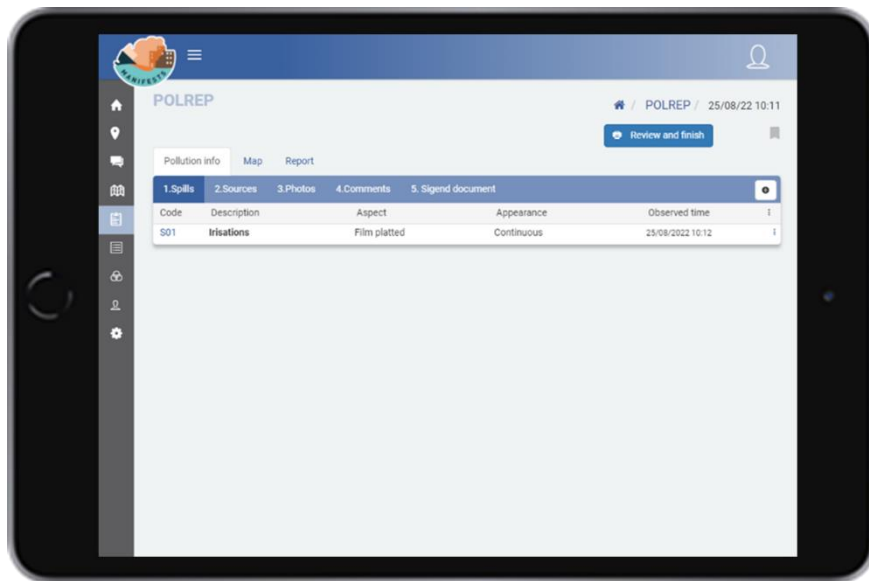 MANIFESTS
POLREP
/ POLREP / 25/08/22 10:11
Review and finish
Pollution info Map Report
1.Spills 2.Sources 3.Photos 4.Comments 5. Sigend document
Code Description Aspect Appearance Observed time
S01 Irisations Film platted Continuous 25/08/2022 10:12